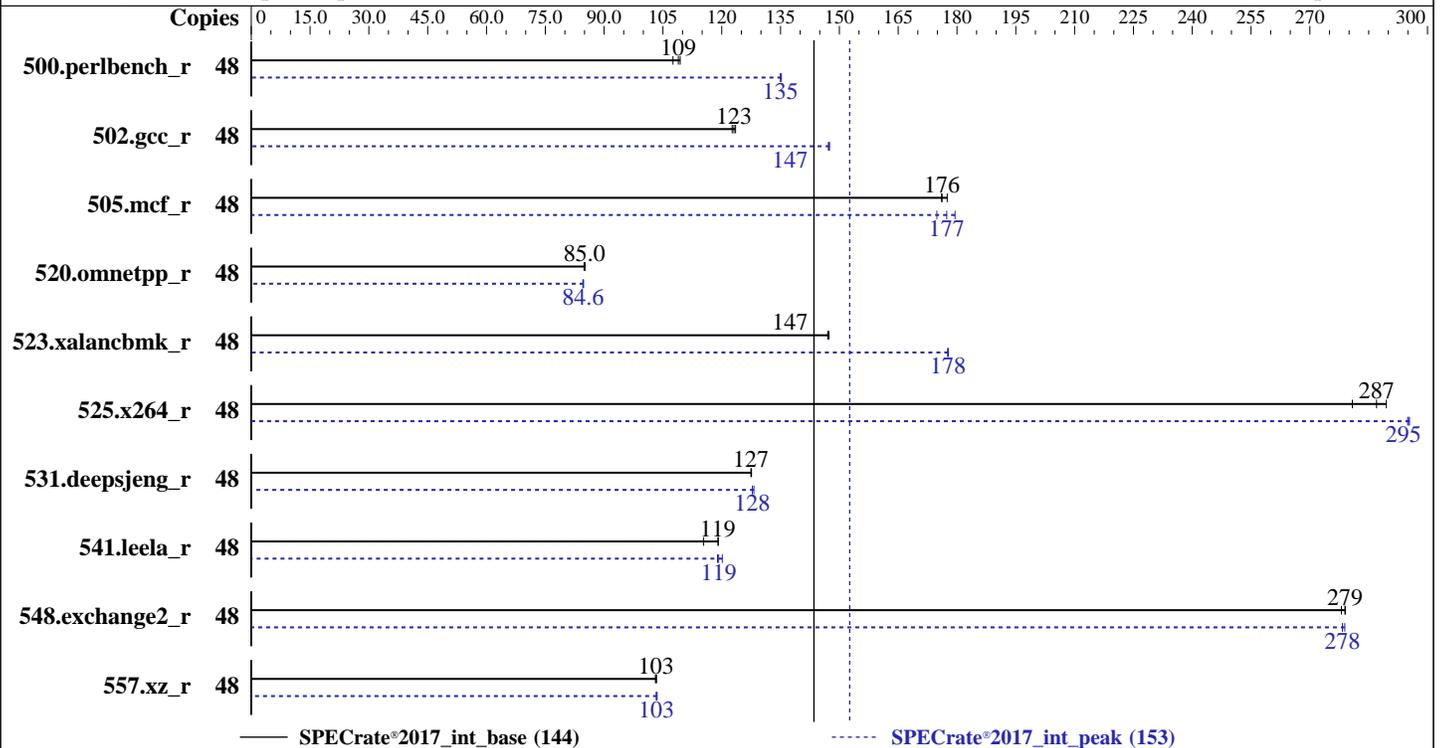 Copies 0 15.0 30.0 45.0 60.0 75.0 90.0 105 120 135 150 165 180 195 210 225 240 255 270 300
109
500.perlbench_r 48
135
123
502.gcc_r 48
147
176
505.mcf_r 48
177
85.0
520.omnetpp_r 48
84.6
147
523.xalancbmk_r 48
178
287
525.x264_r 48
295
127
531.deepsjeng_r 48
128
119
541.leela_r 48
119
279
548.exchange2_r 48
278
103
557.xz_r 48
103
SPECrate®2017_int_base (144) SPECrate®2017_int_peak (153)